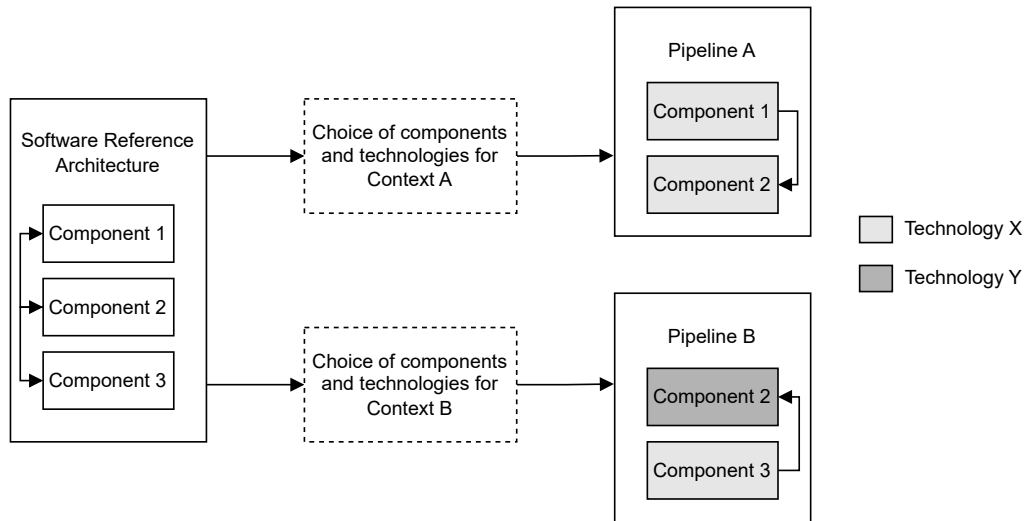 Software Reference
Architecture
Component 1
Component 2
Component 3
Choice of components
and technologies for
Context A
Choice of components
and technologies for
Context B
Pipeline A
Component 1
Component 2
Pipeline B
Component 2
Component 3
Technology X
Technology Y